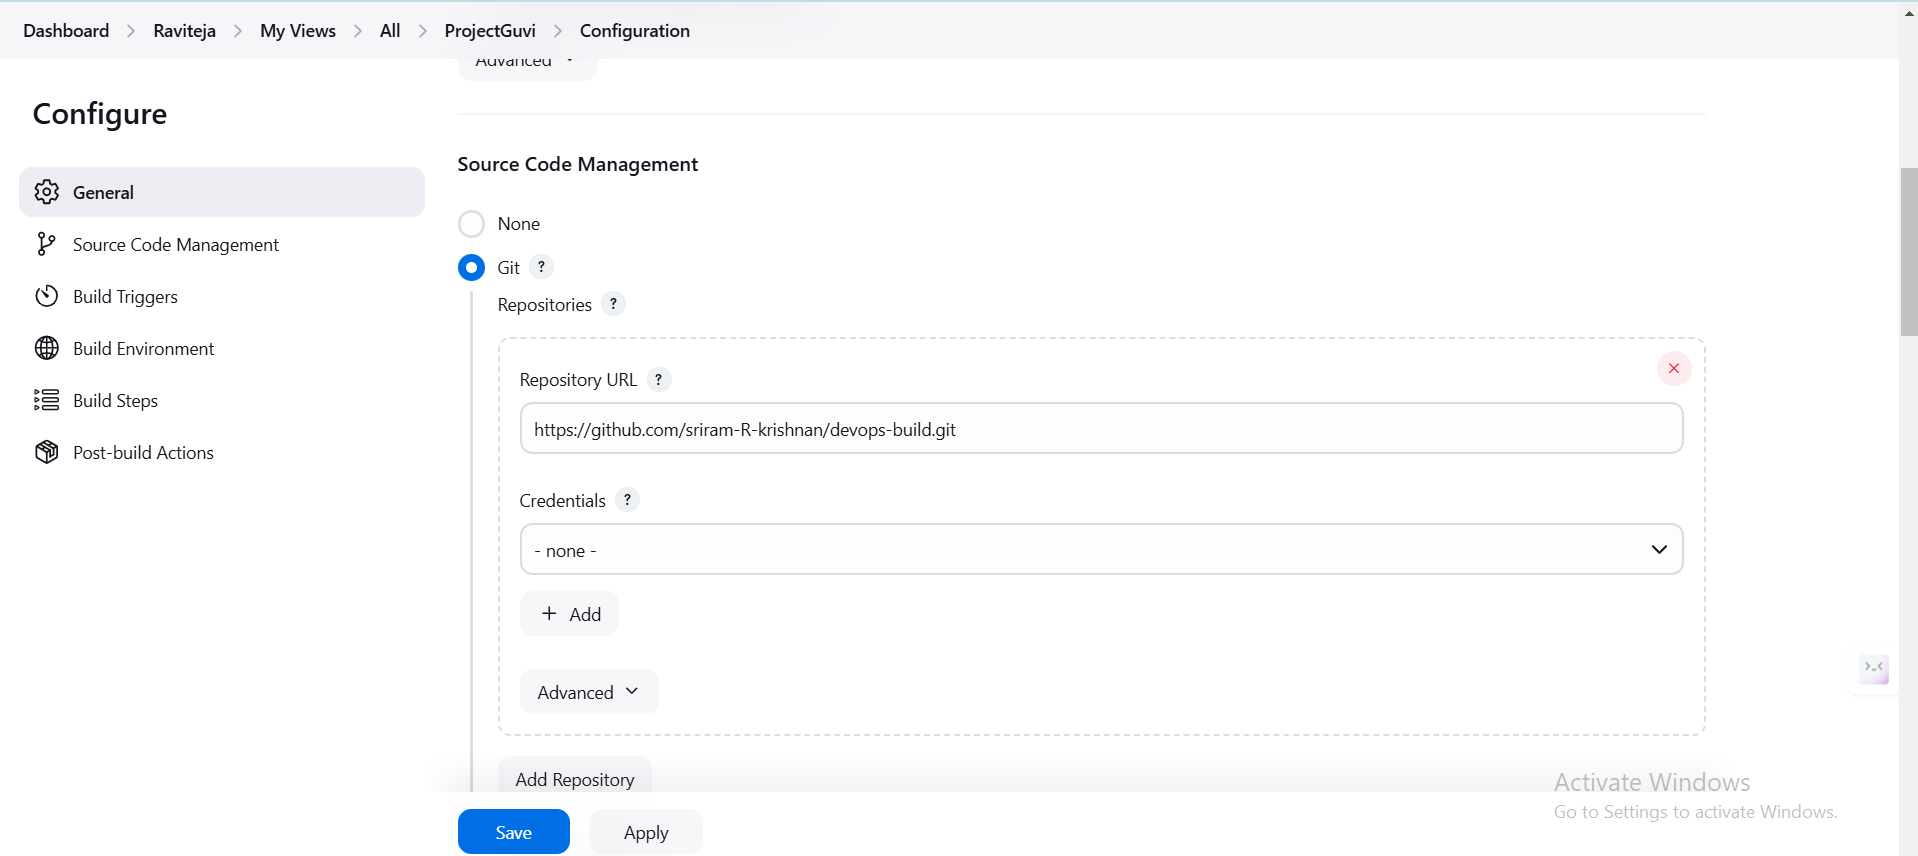 Dashboard > Raviteja > My Views > All > ProjectGuvi > Configuration
Advanced
Configure
General
Source Code Management
Build Triggers
Build Environment
Build Steps
Post-build Actions
Source Code Management
None
Git ?
Repositories ?
Repository URL ?
https://github.com/sriram-R-krishnan/devops-build.git
Credentials ?
- none -
+ Add
Advanced
Add Repository
Save
Apply
Activate Windows
Go to Settings to activate Windows.